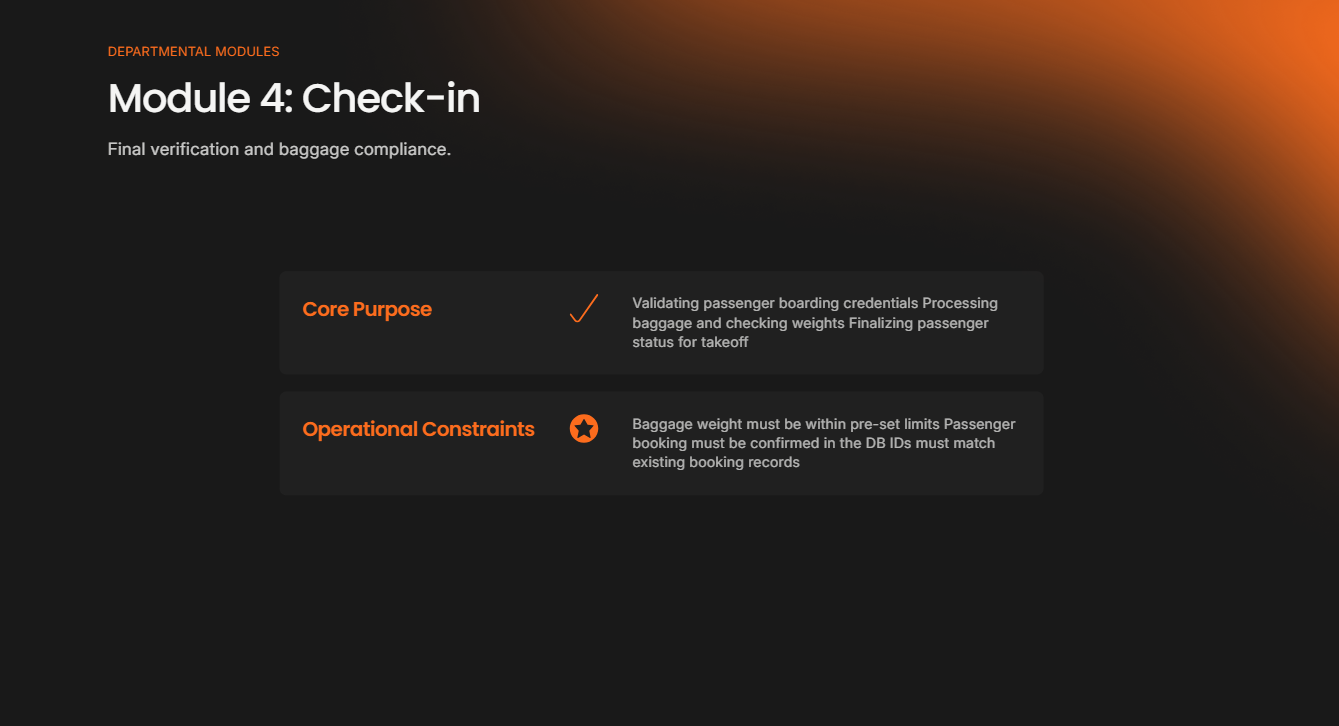 DEPARTMENTAL MODULES
Module 4: Check-in
Final verification and baggage compliance.
Core Purpose
Validating passenger boarding credentials Processing
baggage and checking weights Finalizing passenger
status for takeoff
Operational Constraints
Baggage weight must be within pre-set limits Passenger
booking must be confirmed in the DB IDs must match
existing booking records